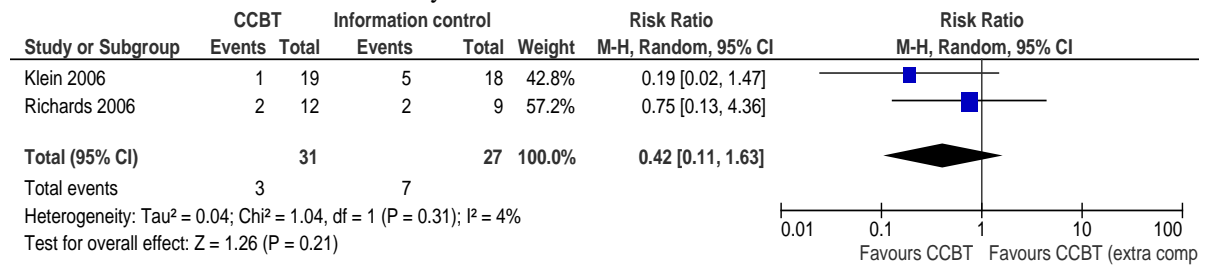 CCBT Information control Risk Ratio Risk Ratio
Study or Subgroup Events Total Events Total Weight M-H, Random, 95% CI M-H, Random, 95% CI
Klein 2006 1 19 5 18 42.8% 0.19 [0.02, 1.47]
Richards 2006 2 12 2 9 57.2% 0.75 [0.13, 4.36]
Total (95% CI) 31 27 100.0% 0.42 [0.11, 1.63]
Total events 3 7
Heterogeneity: Tau² = 0.04; Chi² = 1.04, df = 1 (P = 0.31); I² = 4%
Test for overall effect: Z = 1.26 (P = 0.21)
0.01 0.1 1 10 100
Favours CCBT Favours CCBT (extra comp